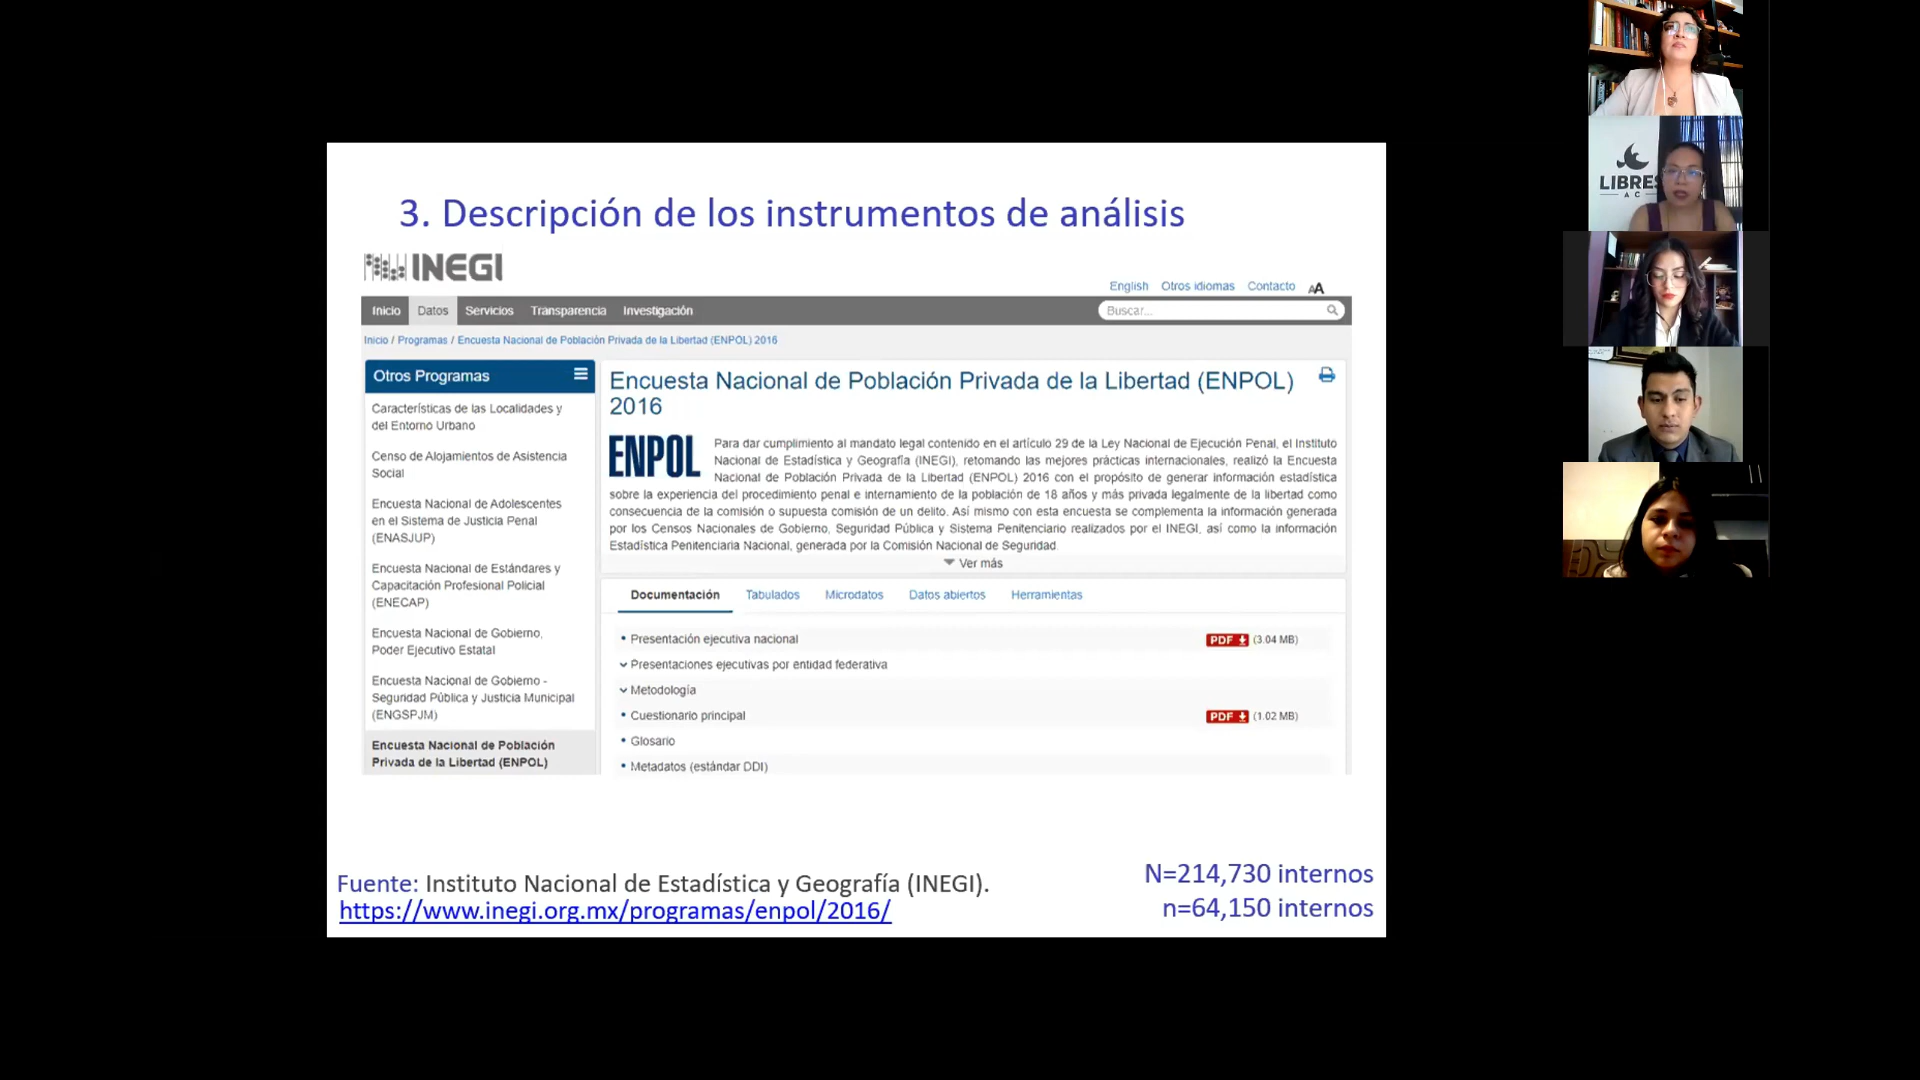 3. Descripción de los instrumentos de análisis
INEGI
English Otros idiomas Contacto AA
Inicio Datos Servicios Transparencia Investigación Buscar...
Inicio / Programas / Encuesta Nacional de Población Privada de la Libertad (ENPOL) 2016
Otros Programas
Características de las Localidades y
del Entorno Urbano
Censo de Alojamientos de Asistencia
Social
Encuesta Nacional de Adolescentes
en el Sistema de Justicia Penal
(ENASJUP)
Encuesta Nacional de Estándares y
Capacitación Profesional Policial
(ENECAP)
Encuesta Nacional de Gobierno,
Poder Ejecutivo Estatal
Encuesta Nacional de Gobierno -
Seguridad Pública y Justicia Municipal
(ENGSPJM)
Encuesta Nacional de Población
Privada de la Libertad (ENPOL)
Encuesta Nacional de Población Privada de la Libertad (ENPOL)
2016
ENPOL
Para dar cumplimiento al mandato legal contenido en el artículo 29 de la Ley Nacional de Ejecución Penal, el Instituto
Nacional de Estadística y Geografía (INEGI), retomando las mejores prácticas internacionales, realizó la Encuesta
Nacional de Población Privada de la Libertad (ENPOL) 2016 con el propósito de generar información estadística
sobre la experiencia del procedimiento penal e internamiento de la población de 18 años y más privada legalmente de la libertad como
consecuencia de la comisión o supuesta comisión de un delito. Así mismo con esta encuesta se complementa la información generada
por los Censos Nacionales de Gobierno, Seguridad Pública y Sistema Penitenciario realizados por el INEGI, así como la información
Estadística Penitenciaria Nacional, generada por la Comisión Nacional de Seguridad.
Ver más
Documentación Tabulados Microdatos Datos abiertos Herramientas
• Presentación ejecutiva nacional PDF (3.04 MB)
Presentaciones ejecutivas por entidad federativa
Metodología
• Cuestionario principal PDF (1.02 MB)
• Glosario
• Metadatos (estándar DDI)
Fuente: Instituto Nacional de Estadística y Geografía (INEGI).
https://www.inegi.org.mx/programas/enpol/2016/
N=214,730 internos
n=64,150 internos
LIBRES
AC